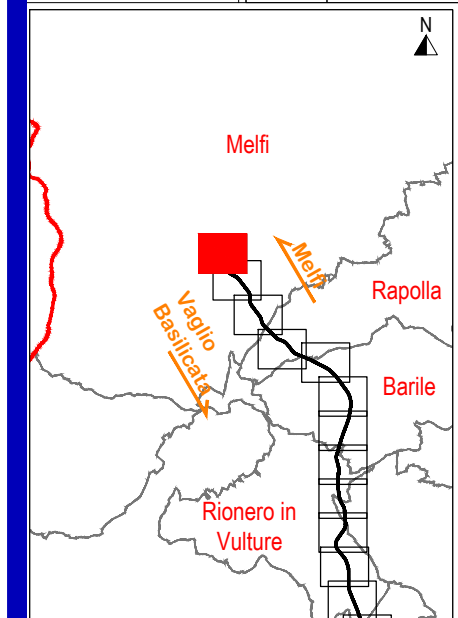 N
Melfi
Melfi
Rapolla
Vaglio
Basilicata
Barile
Rionero in
Vulture